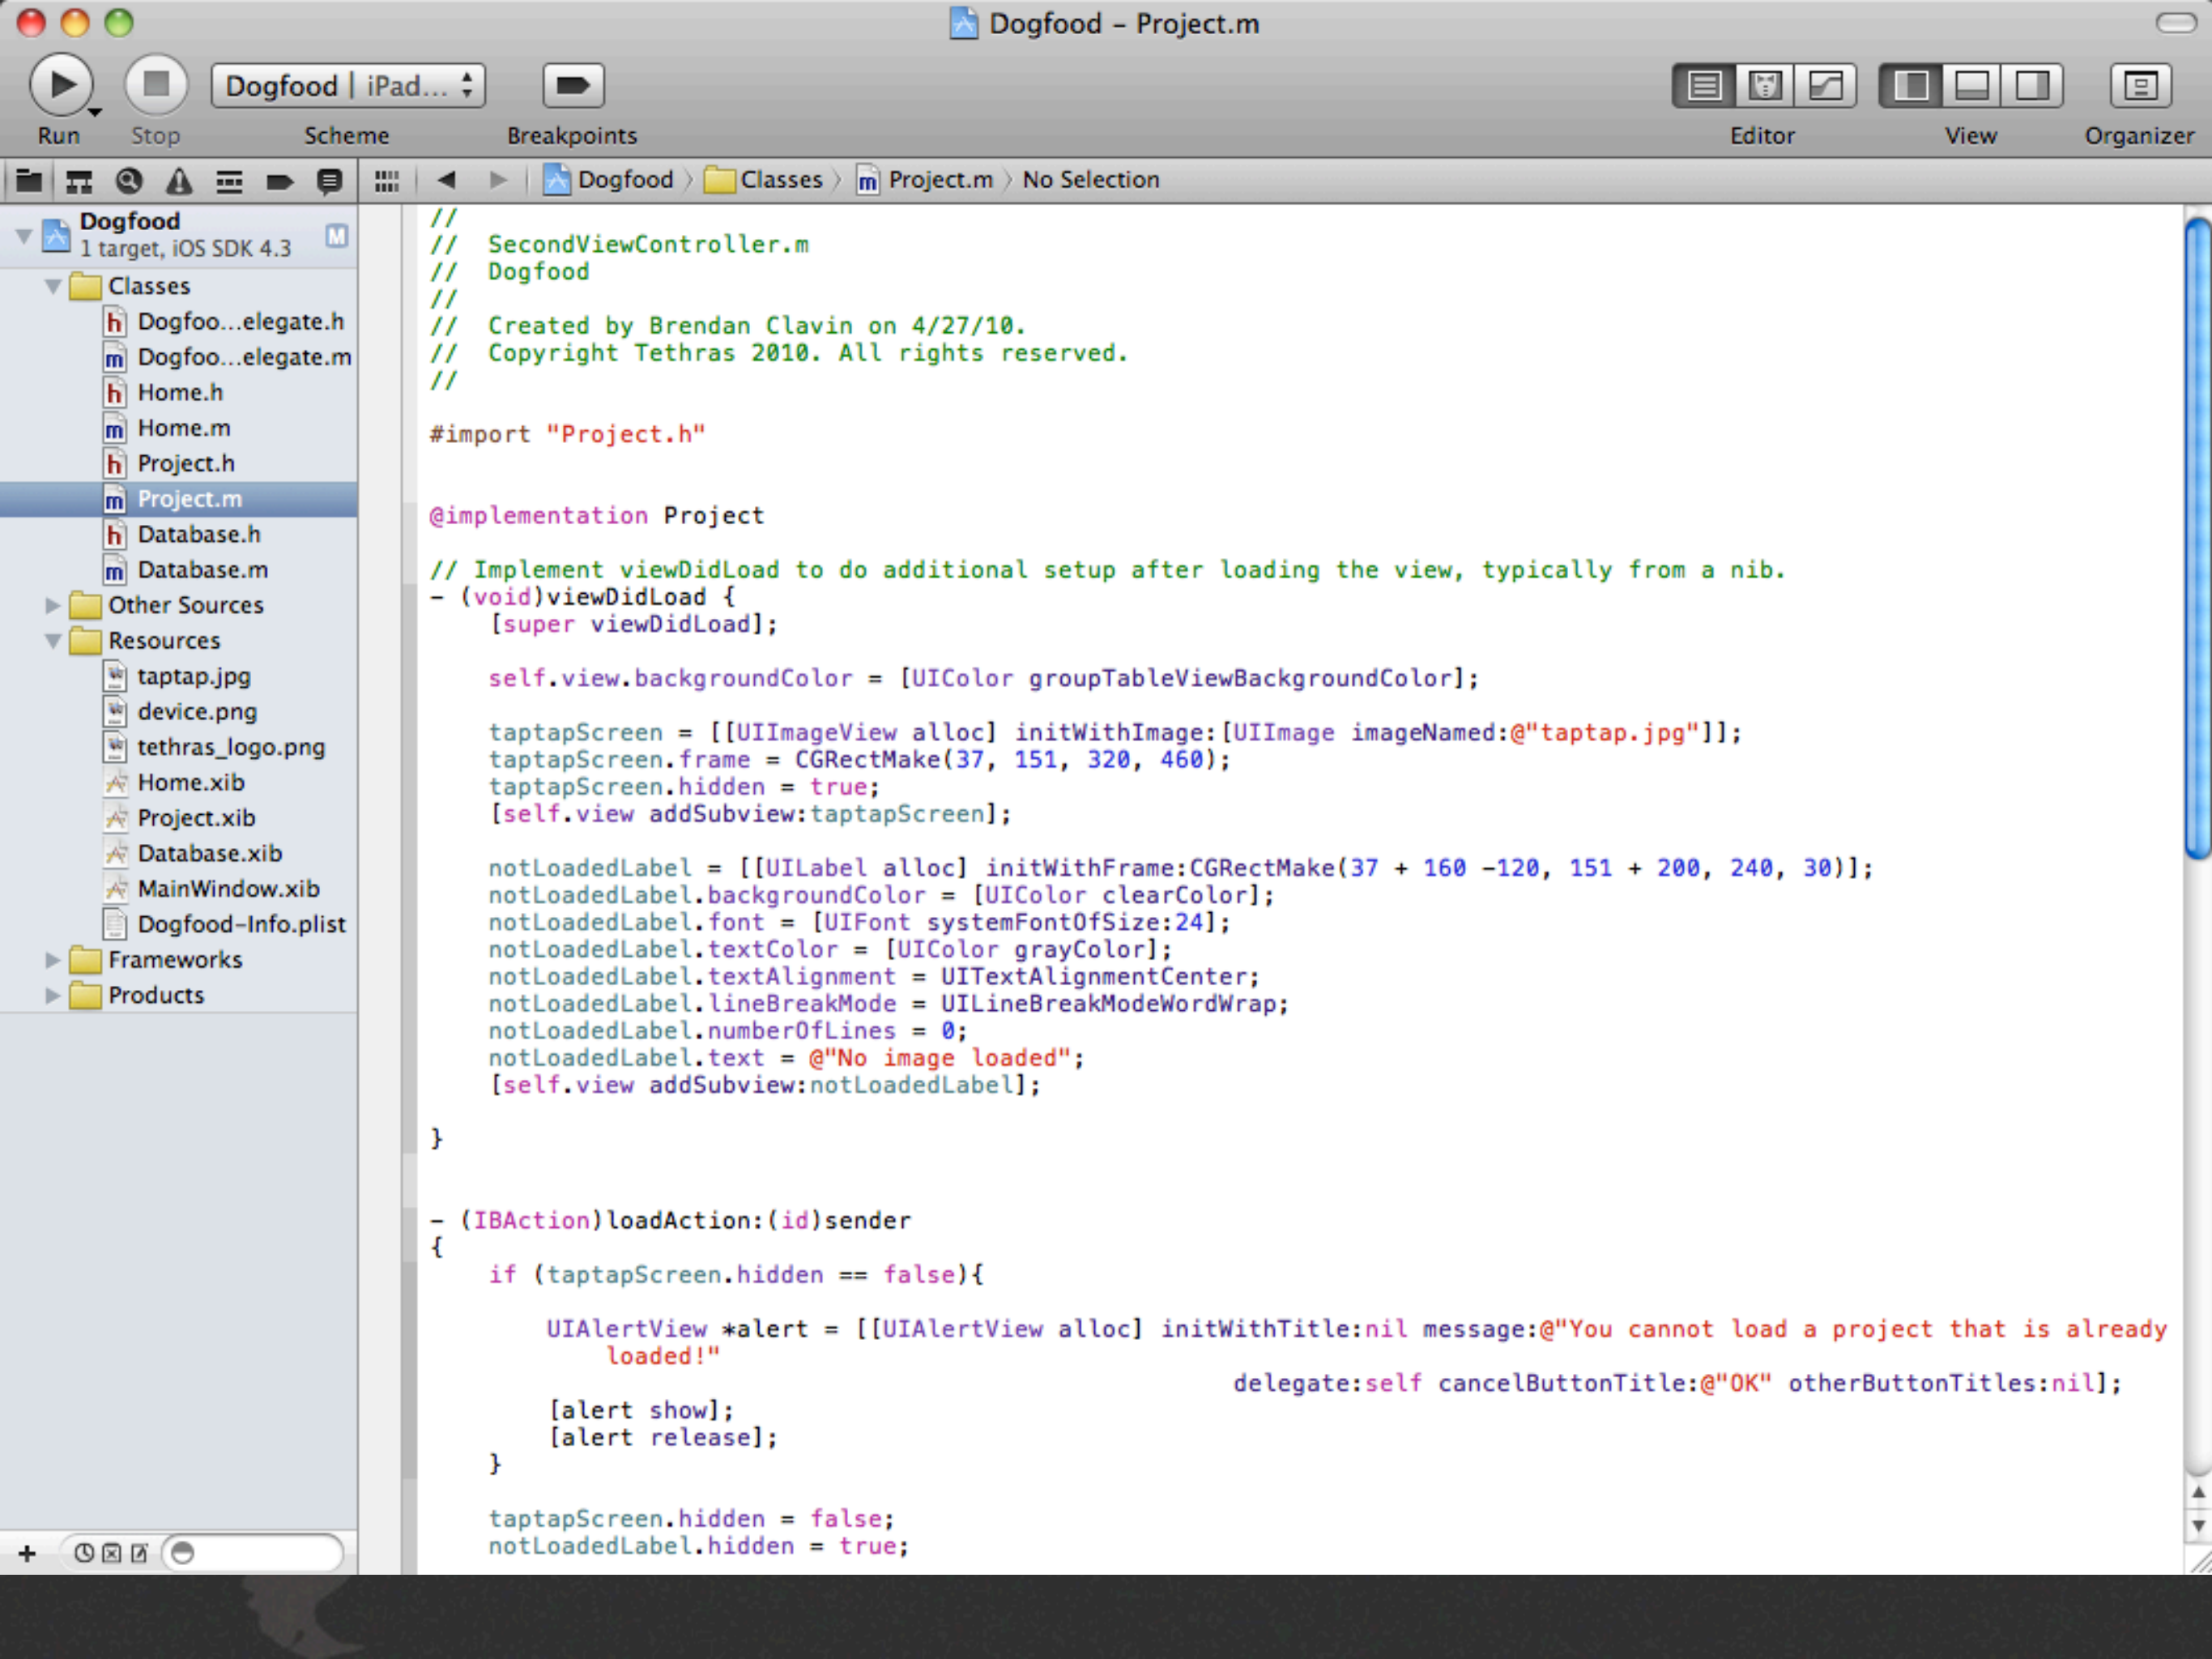 Dogfood – Project.m
Dogfood | iPad...
Run
Stop
Scheme
Breakpoints
Editor
View
Organizer
Dogfood
Classes
Project.m
No Selection
Dogfood
1 target, iOS SDK 4.3
M
Classes
Dogfoo...elegate.h
Dogfoo...elegate.m
Home.h
Home.m
Project.h
Project.m
Database.h
Database.m
Other Sources
Resources
taptap.jpg
device.png
tethras_logo.png
Home.xib
Project.xib
Database.xib
MainWindow.xib
Dogfood-Info.plist
Frameworks
Products
//
//  SecondViewController.m
//  Dogfood
//
//  Created by Brendan Clavin on 4/27/10.
//  Copyright Tethras 2010. All rights reserved.
//
#import "Project.h"
@implementation Project
// Implement viewDidLoad to do additional setup after loading the view, typically from a nib.
- (void)viewDidLoad {
    [super viewDidLoad];
    self.view.backgroundColor = [UIColor groupTableViewBackgroundColor];
    taptapScreen = [[UIImageView alloc] initWithImage:[UIImage imageNamed:@"taptap.jpg"]];
    taptapScreen.frame = CGRectMake(37, 151, 320, 460);
    taptapScreen.hidden = true;
    [self.view addSubview:taptapScreen];
    notLoadedLabel = [[UILabel alloc] initWithFrame:CGRectMake(37 + 160 -120, 151 + 200, 240, 30)];
    notLoadedLabel.backgroundColor = [UIColor clearColor];
    notLoadedLabel.font = [UIFont systemFontOfSize:24];
    notLoadedLabel.textColor = [UIColor grayColor];
    notLoadedLabel.textAlignment = UITextAlignmentCenter;
    notLoadedLabel.lineBreakMode = UILineBreakModeWordWrap;
    notLoadedLabel.numberOfLines = 0;
    notLoadedLabel.text = @"No image loaded";
    [self.view addSubview:notLoadedLabel];
}
- (IBAction)loadAction:(id)sender
{
    if (taptapScreen.hidden == false){
        UIAlertView *alert = [[UIAlertView alloc] initWithTitle:nil message:@"You cannot load a project that is already
            loaded!"
                                                       delegate:self cancelButtonTitle:@"OK" otherButtonTitles:nil];
        [alert show];
        [alert release];
    }
    taptapScreen.hidden = false;
    notLoadedLabel.hidden = true;